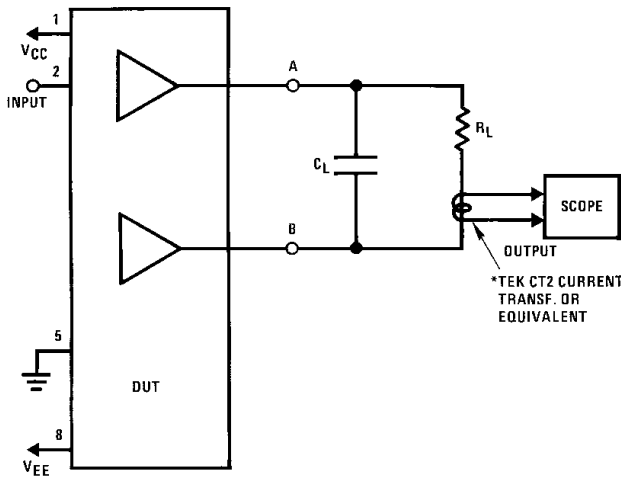 1
VCC
2
INPUT
A
RL
CL
SCOPE
B
OUTPUT
*TEK CT2 CURRENT
TRANSF. OR
EQUIVALENT
5
DUT
8
VEE